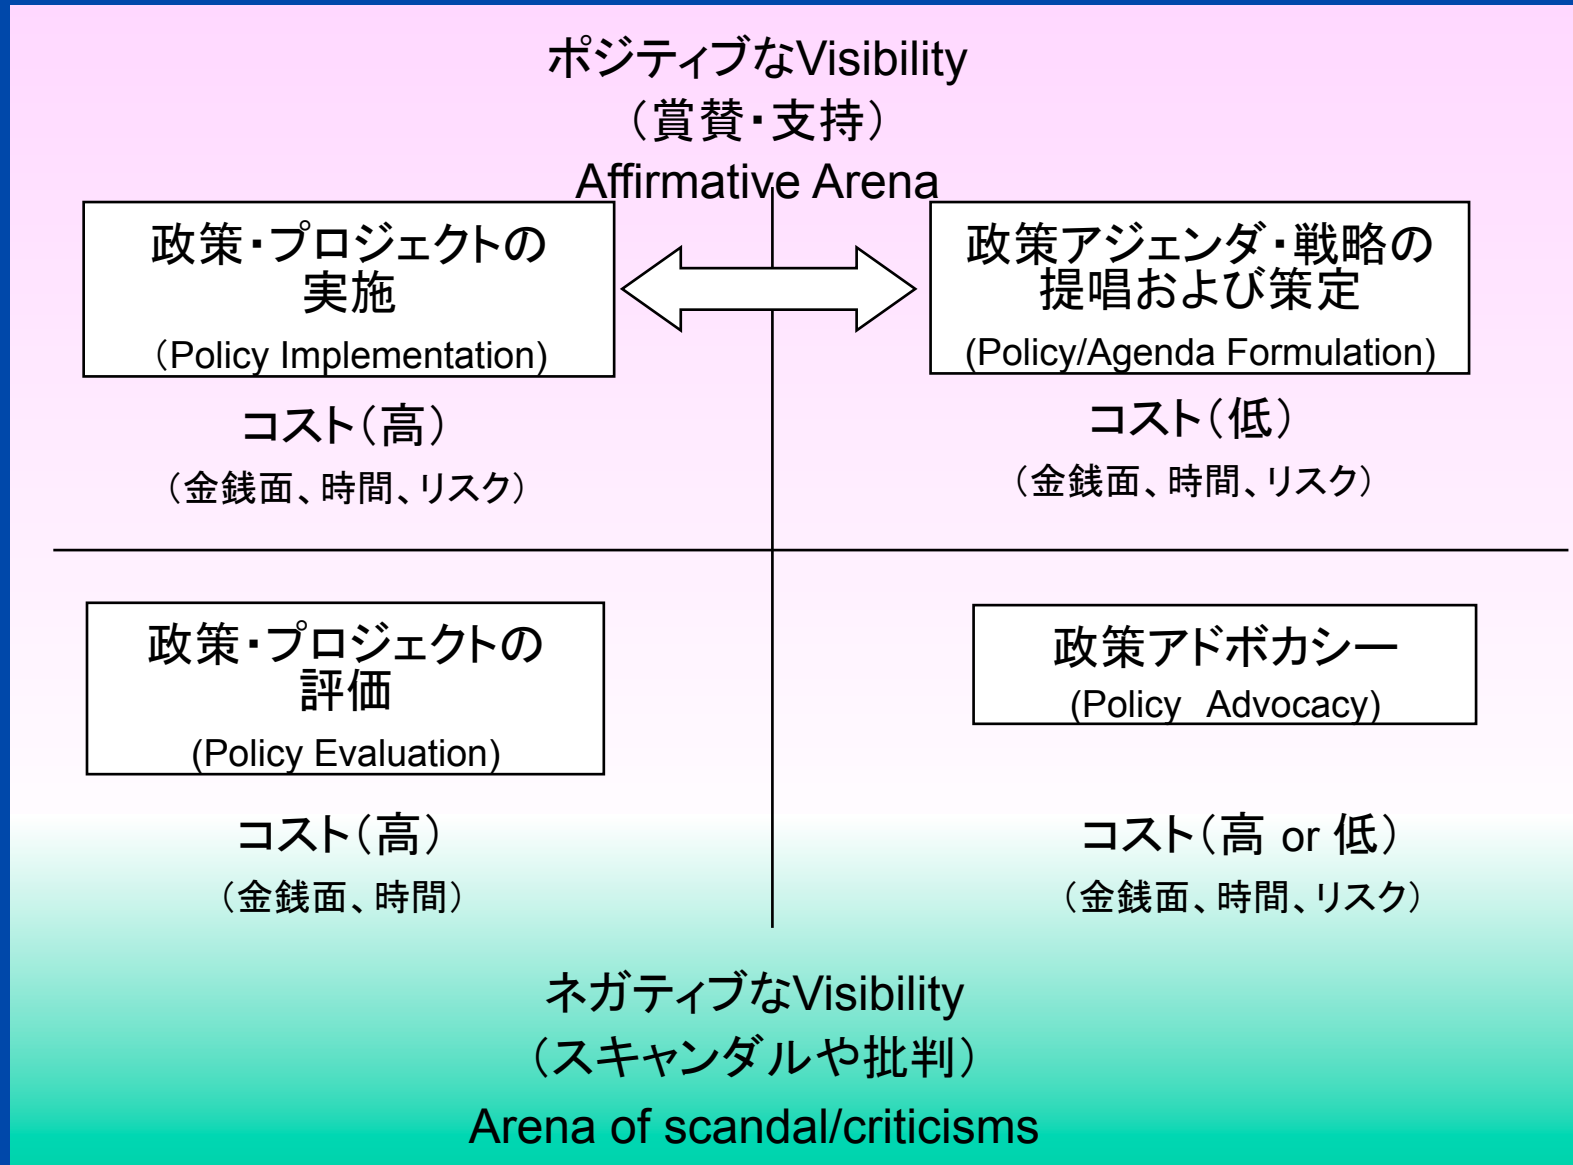 ポジティブなVisibility
（賞賛・支持）
Affirmative Arena
政策・プロジェクトの
実施
（Policy Implementation)
コスト（高）
（金銭面、時間、リスク）
政策アジェンダ・戦略の
提唱および策定
(Policy/Agenda Formulation)
コスト（低）
（金銭面、時間、リスク）
政策・プロジェクトの
評価
(Policy Evaluation)
コスト（高）
（金銭面、時間）
政策アドボカシー
(Policy　Advocacy)
コスト（高 or 低）
（金銭面、時間、リスク）
ネガティブなVisibility
（スキャンダルや批判）
Arena of scandal/criticisms